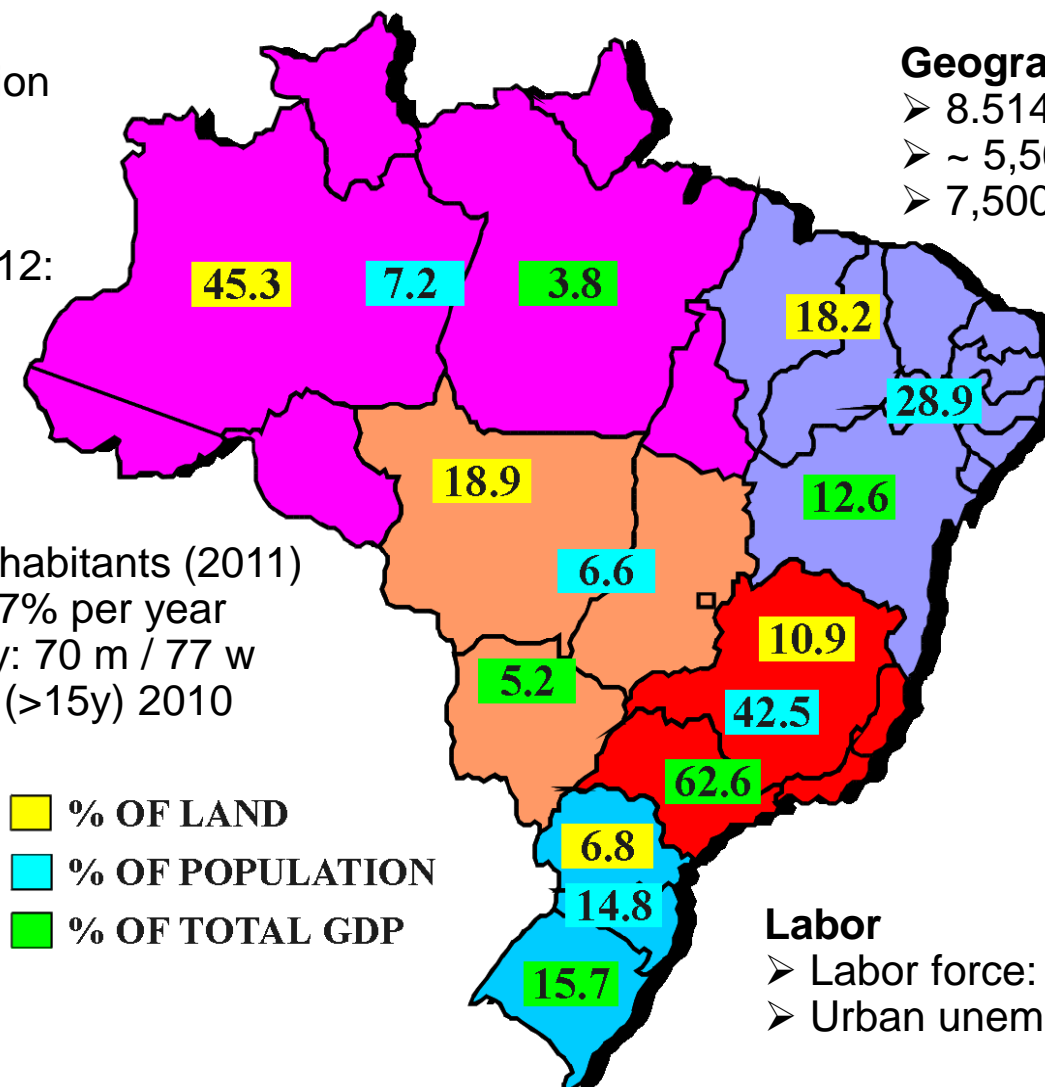 on
12:
habitants (2011)
7% per year
y: 70 m / 77 w
(>15y) 2010
Geogra
➢ 8.514
➢ ~ 5,50
➢ 7,500
45.3
7.2
3.8
18.2
28.9
12.6
18.9
6.6
5.2
10.9
42.5
62.6
6.8
14.8
15.7
% OF LAND
% OF POPULATION
% OF TOTAL GDP
Labor
➢ Labor force:
➢ Urban unem